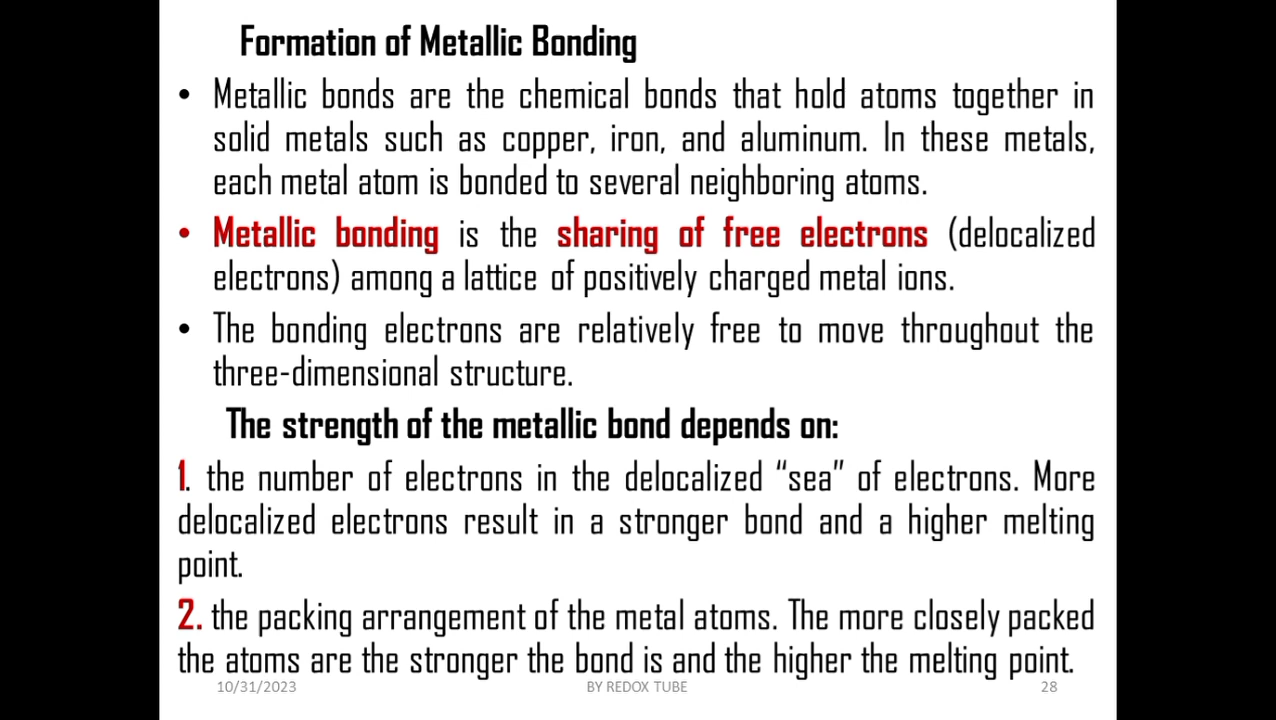 Formation of Metallic Bonding
• Metallic bonds are the chemical bonds that hold atoms together in
solid metals such as copper, iron, and aluminum. In these metals,
each metal atom is bonded to several neighboring atoms.
• Metallic bonding is the sharing of free electrons (delocalized
electrons) among a lattice of positively charged metal ions.
• The bonding electrons are relatively free to move throughout the
three-dimensional structure.
The strength of the metallic bond depends on:
1. the number of electrons in the delocalized “sea” of electrons. More
delocalized electrons result in a stronger bond and a higher melting
point.
2. the packing arrangement of the metal atoms. The more closely packed
the atoms are the stronger the bond is and the higher the melting point.
10/31/2023 BY REDOX TUBE 28